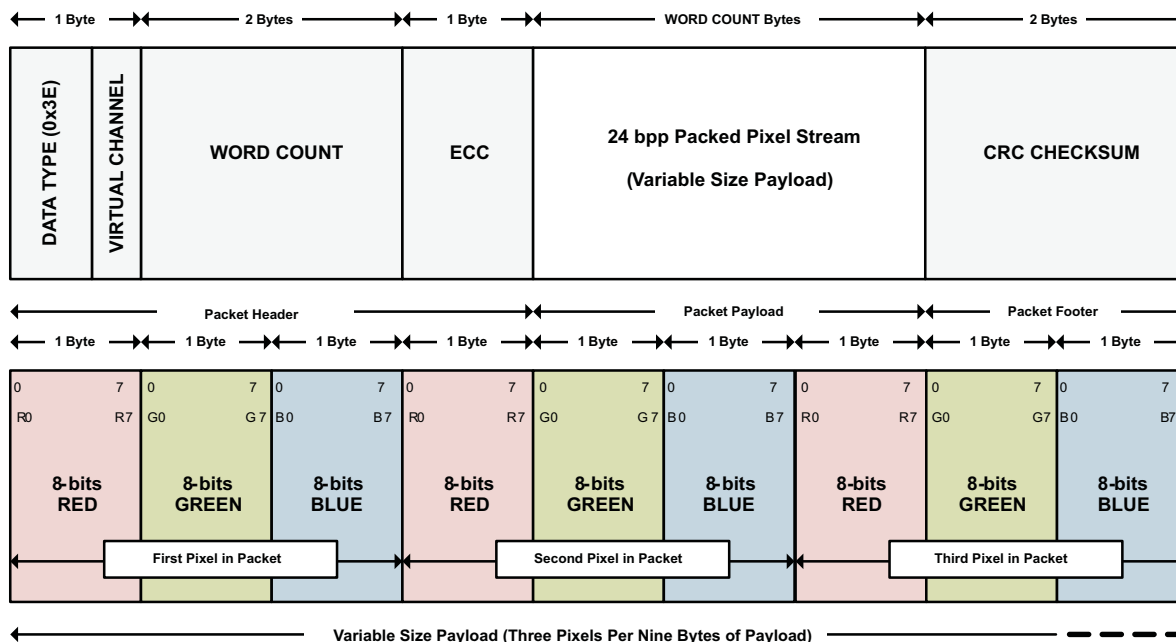 1 Byte 2 Bytes 1 Byte WORD COUNT Bytes 2 Bytes
DATA TYPE (0x3E)
VIRTUAL CHANNEL
WORD COUNT
ECC
24 bpp Packed Pixel Stream
(Variable Size Payload)
CRC CHECKSUM
Packet Header Packet Payload Packet Footer
1 Byte 1 Byte 1 Byte 1 Byte 1 Byte 1 Byte 1 Byte 1 Byte 1 Byte
0 7 0 7 0 7 0 7 0 7 0 7 0 7 0 7 0 7
R0 R7 G0 G7 B0 B7 R0 R7 G0 G7 B0 B7 R0 R7 G0 G7 B0 B7
8-bits 8-bits 8-bits 8-bits 8-bits 8-bits 8-bits 8-bits 8-bits
RED GREEN BLUE RED GREEN BLUE RED GREEN BLUE
First Pixel in Packet Second Pixel in Packet Third Pixel in Packet
Variable Size Payload (Three Pixels Per Nine Bytes of Payload)